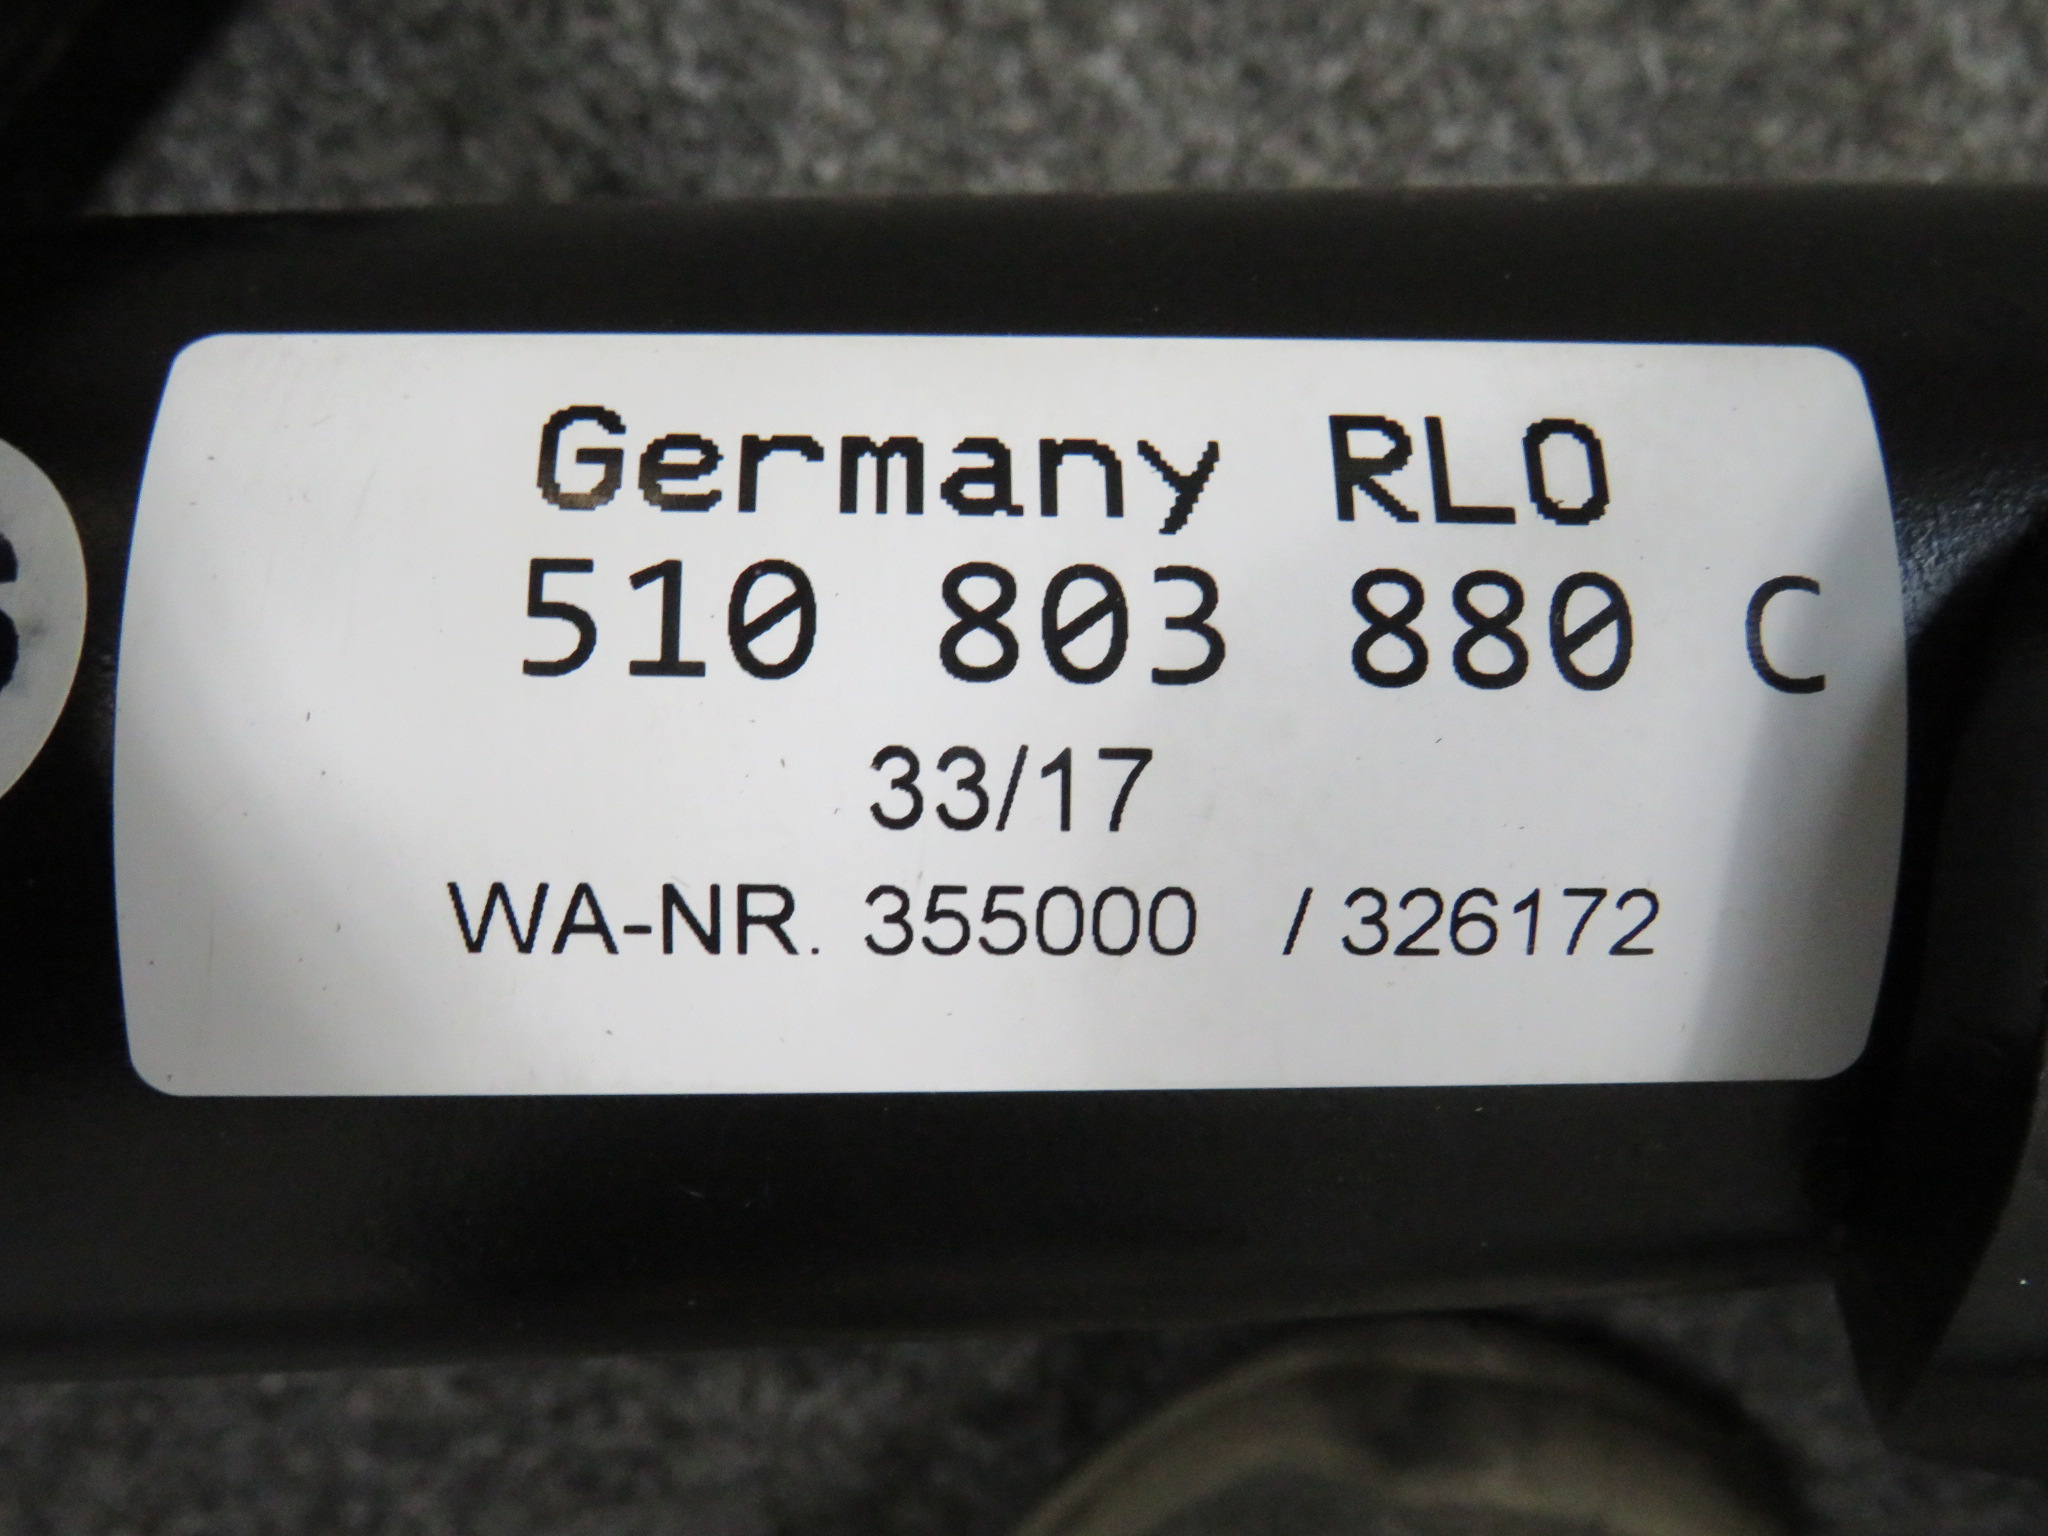 Germany RLO
510 803 880 C
33/17
WA-NR. 355000 / 326172